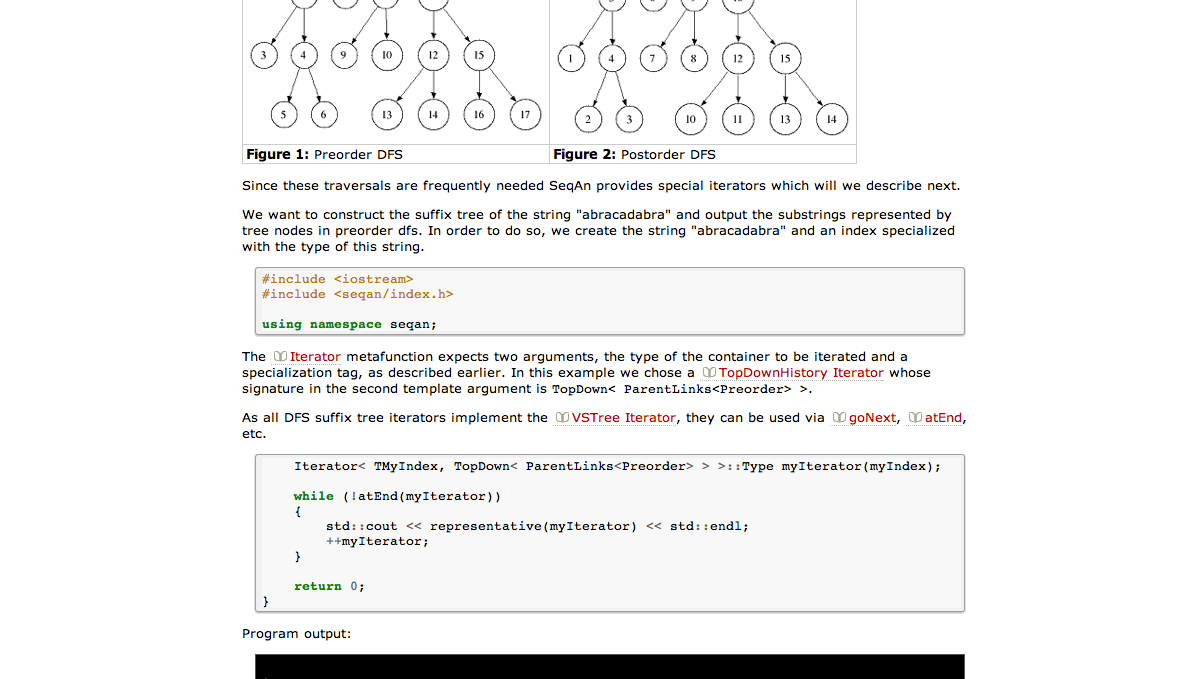 3 4 9 10 12 15
5 6 13 14 16 17
1 4 7 8 12 15
2 3 10 11 13 14
Figure 1: Preorder DFS
Figure 2: Postorder DFS
Since these traversals are frequently needed SeqAn provides special iterators which will we describe next.
We want to construct the suffix tree of the string "abracadabra" and output the substrings represented by
tree nodes in preorder dfs. In order to do so, we create the string "abracadabra" and an index specialized
with the type of this string.
#include <iostream>
#include <seqan/index.h>
using namespace seqan;
The Iterator metafunction expects two arguments, the type of the container to be iterated and a
specialization tag, as described earlier. In this example we chose a TopDownHistory Iterator whose
signature in the second template argument is TopDown< ParentLinks<Preorder> >.
As all DFS suffix tree iterators implement the VSTree Iterator, they can be used via goNext, atEnd,
etc.
Iterator< TMyIndex, TopDown< ParentLinks<Preorder> > >::Type myIterator(myIndex);
while (!atEnd(myIterator))
{
std::cout << representative(myIterator) << std::endl;
++myIterator;
}
return 0;
}
Program output: